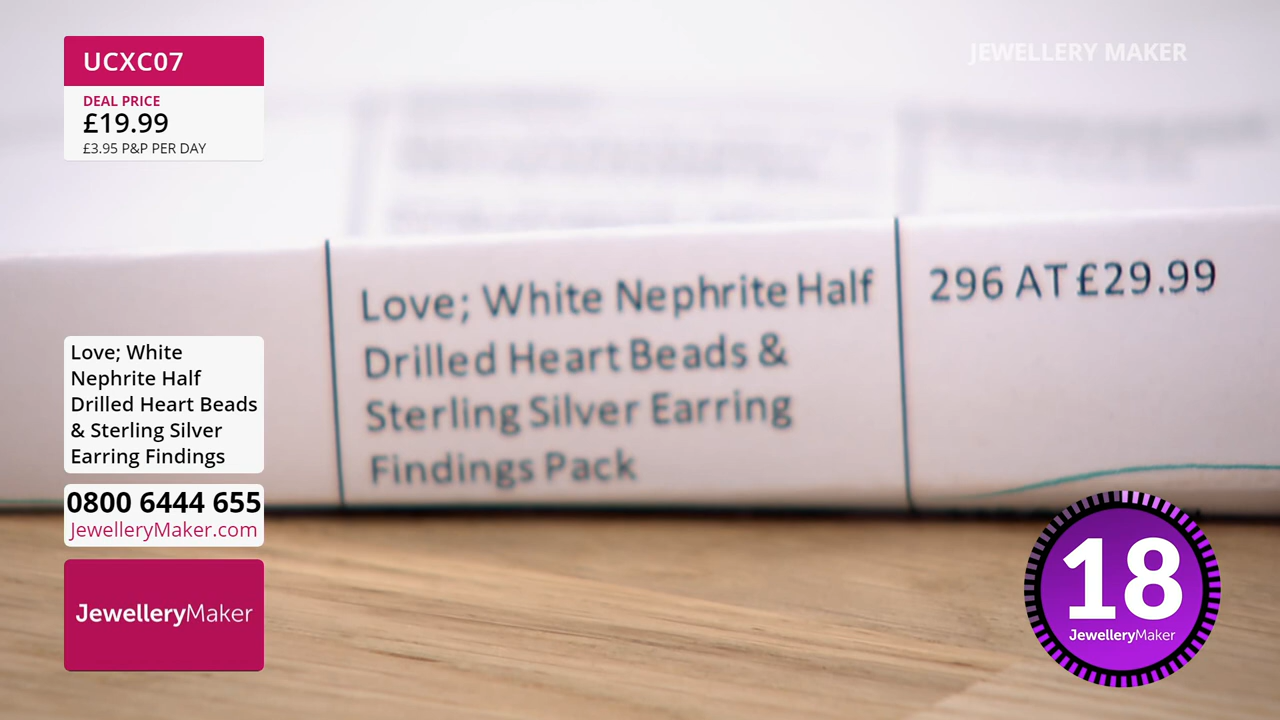 UCXC07
DEAL PRICE
£19.99
£3.95 P&P PER DAY
JEWELLERY MAKER
Love; White Nephrite Half
Drilled Heart Beads &
Sterling Silver Earring
Findings Pack
296 AT £29.99
Love; White
Nephrite Half
Drilled Heart Beads
& Sterling Silver
Earring Findings
0800 6444 655
JewelleryMaker.com
JewelleryMaker
18
JewelleryMaker